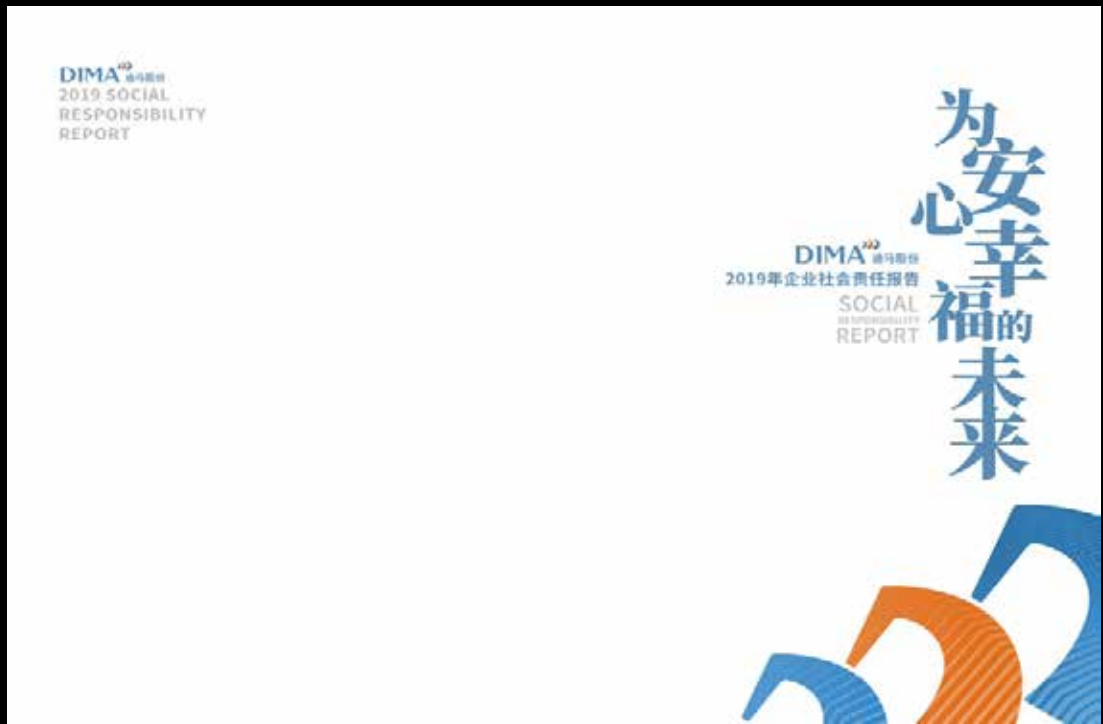 DIMA 迪马股份
2019 SOCIAL
RESPONSIBILITY
REPORT
为安心幸福的未来
DIMA 迪马股份
2019年企业社会责任报告
SOCIAL
RESPONSIBILITY
REPORT